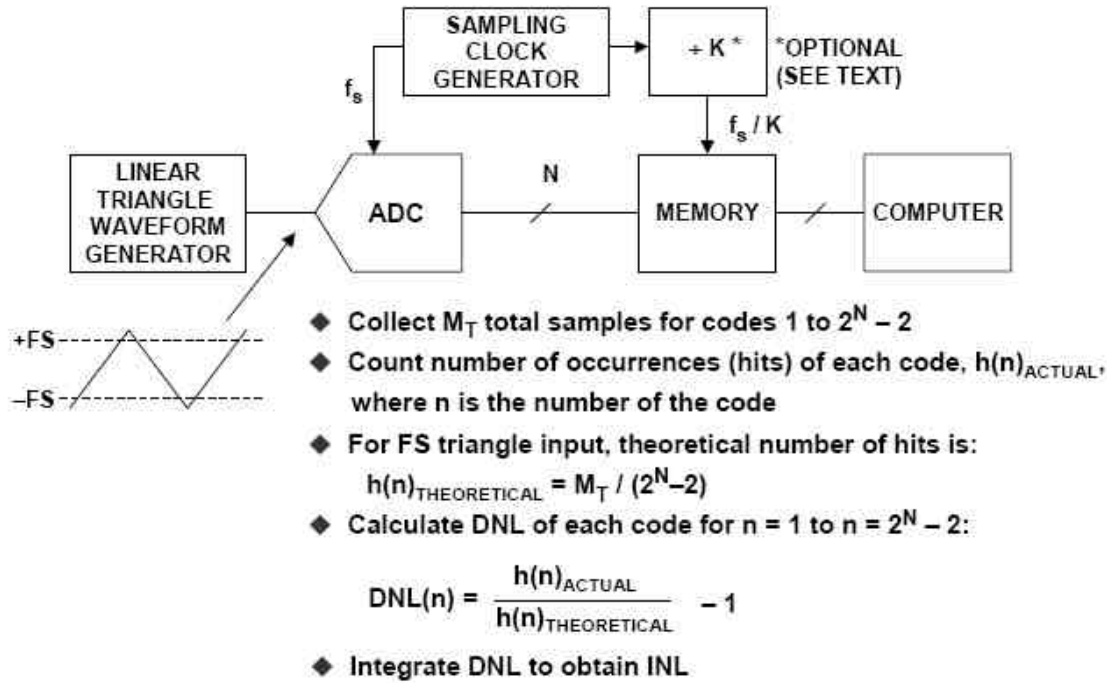 SAMPLING
CLOCK
GENERATOR
÷ K *
*OPTIONAL
(SEE TEXT)
fs
fs / K
LINEAR
TRIANGLE
WAVEFORM
GENERATOR
ADC
N
MEMORY
COMPUTER
+FS
–FS
◆ Collect MT total samples for codes 1 to 2^N – 2
◆ Count number of occurrences (hits) of each code, h(n)ACTUAL,
where n is the number of the code
◆ For FS triangle input, theoretical number of hits is:
h(n)THEORETICAL = MT / (2^N–2)
◆ Calculate DNL of each code for n = 1 to n = 2^N – 2:
DNL(n) = h(n)ACTUAL / h(n)THEORETICAL – 1
◆ Integrate DNL to obtain INL